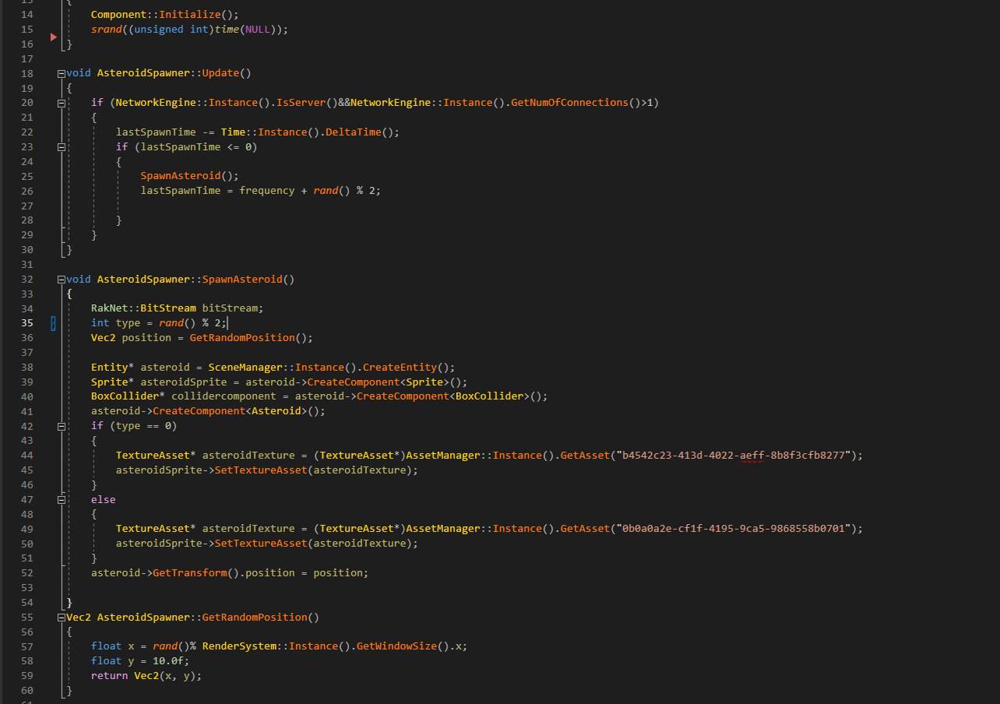 {
14 Component::Initialize();
15 srand((unsigned int)time(NULL));
16 }
17
18 void AsteroidSpawner::Update()
19 {
20 if (NetworkEngine::Instance().IsServer()&&NetworkEngine::Instance().GetNumOfConnections()>1)
21 {
22 lastSpawnTime -= Time::Instance().DeltaTime();
23 if (lastSpawnTime <= 0)
24 {
25 SpawnAsteroid();
26 lastSpawnTime = frequency + rand() % 2;
27
28 }
29 }
30 }
31
32 void AsteroidSpawner::SpawnAsteroid()
33 {
34 RakNet::BitStream bitStream;
35 int type = rand() % 2;
36 Vec2 position = GetRandomPosition();
37
38 Entity* asteroid = SceneManager::Instance().CreateEntity();
39 Sprite* asteroidSprite = asteroid->CreateComponent<Sprite>();
40 BoxCollider* collidercomponent = asteroid->CreateComponent<BoxCollider>();
41 asteroid->CreateComponent<Asteroid>();
42 if (type == 0)
43 {
44 TextureAsset* asteroidTexture = (TextureAsset*)AssetManager::Instance().GetAsset("b4542c23-413d-4022-aeff-8b8f3cfb8277");
45 asteroidSprite->SetTextureAsset(asteroidTexture);
46 }
47 else
48 {
49 TextureAsset* asteroidTexture = (TextureAsset*)AssetManager::Instance().GetAsset("0b0a0a2e-cf1f-4195-9ca5-9868558b0701");
50 asteroidSprite->SetTextureAsset(asteroidTexture);
51 }
52 asteroid->GetTransform().position = position;
53
54 }
55 Vec2 AsteroidSpawner::GetRandomPosition()
56 {
57 float x = rand()% RenderSystem::Instance().GetWindowSize().x;
58 float y = 10.0f;
59 return Vec2(x, y);
60 }